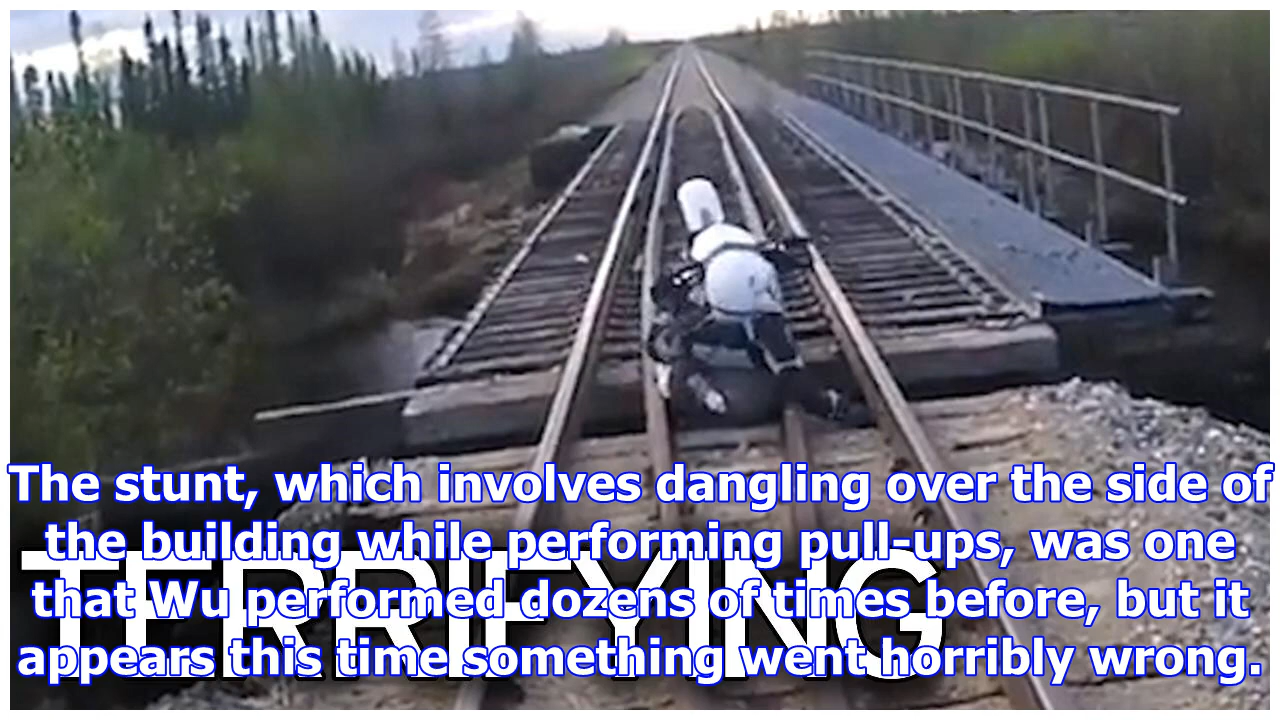 The stunt, which involves dangling over the side of
the building while performing pull-ups, was one
that Wu performed dozens of times before, but it
appears this time something went horribly wrong.
TERRIFYING